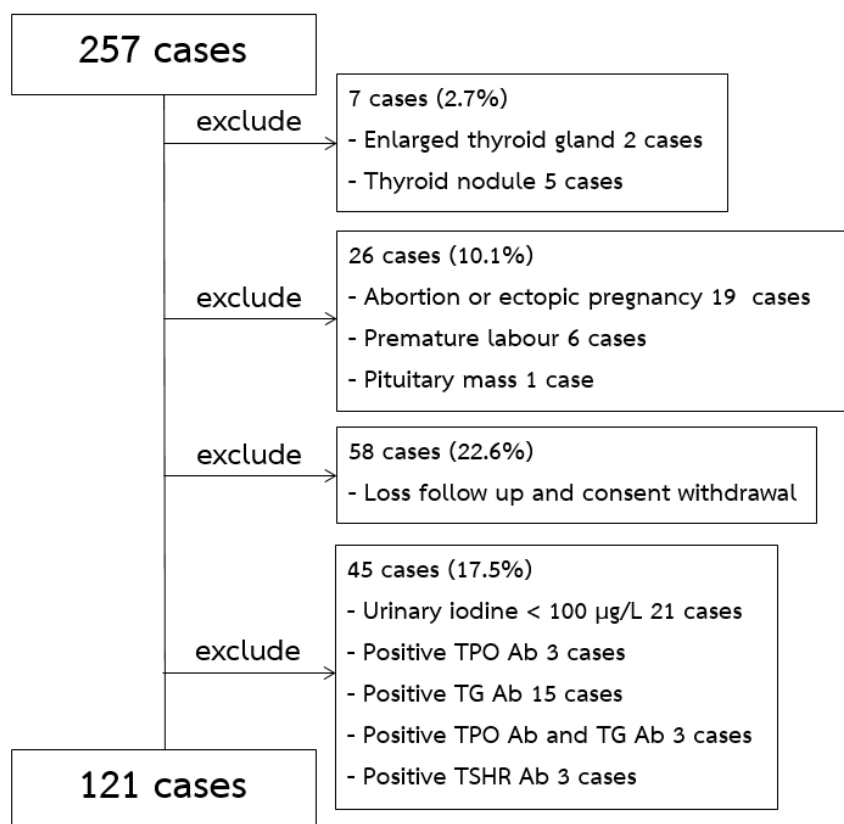 257 cases
exclude
7 cases (2.7%)
- Enlarged thyroid gland 2 cases
- Thyroid nodule 5 cases
exclude
26 cases (10.1%)
- Abortion or ectopic pregnancy 19 cases
- Premature labour 6 cases
- Pituitary mass 1 case
exclude
58 cases (22.6%)
- Loss follow up and consent withdrawal
exclude
45 cases (17.5%)
- Urinary iodine < 100 µg/L 21 cases
- Positive TPO Ab 3 cases
- Positive TG Ab 15 cases
- Positive TPO Ab and TG Ab 3 cases
- Positive TSHR Ab 3 cases
121 cases